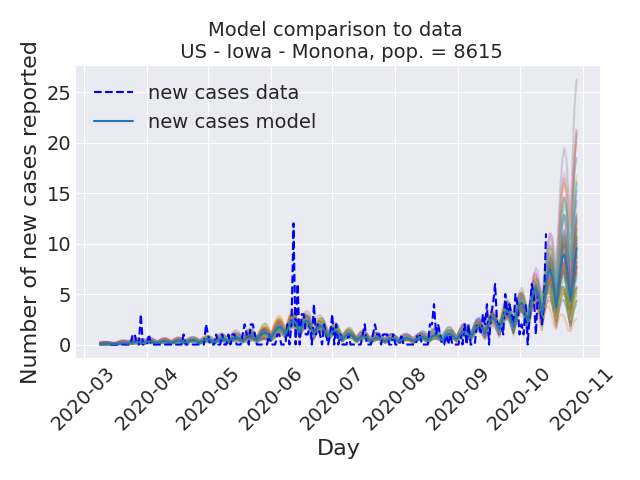 Model comparison to data
US - Iowa - Monona, pop. = 8615
Number of new cases reported
25
20
15
10
5
0
new cases data
new cases model
2020-03
2020-04
2020-05
2020-06
2020-07
2020-08
2020-09
2020-10
2020-11
Day